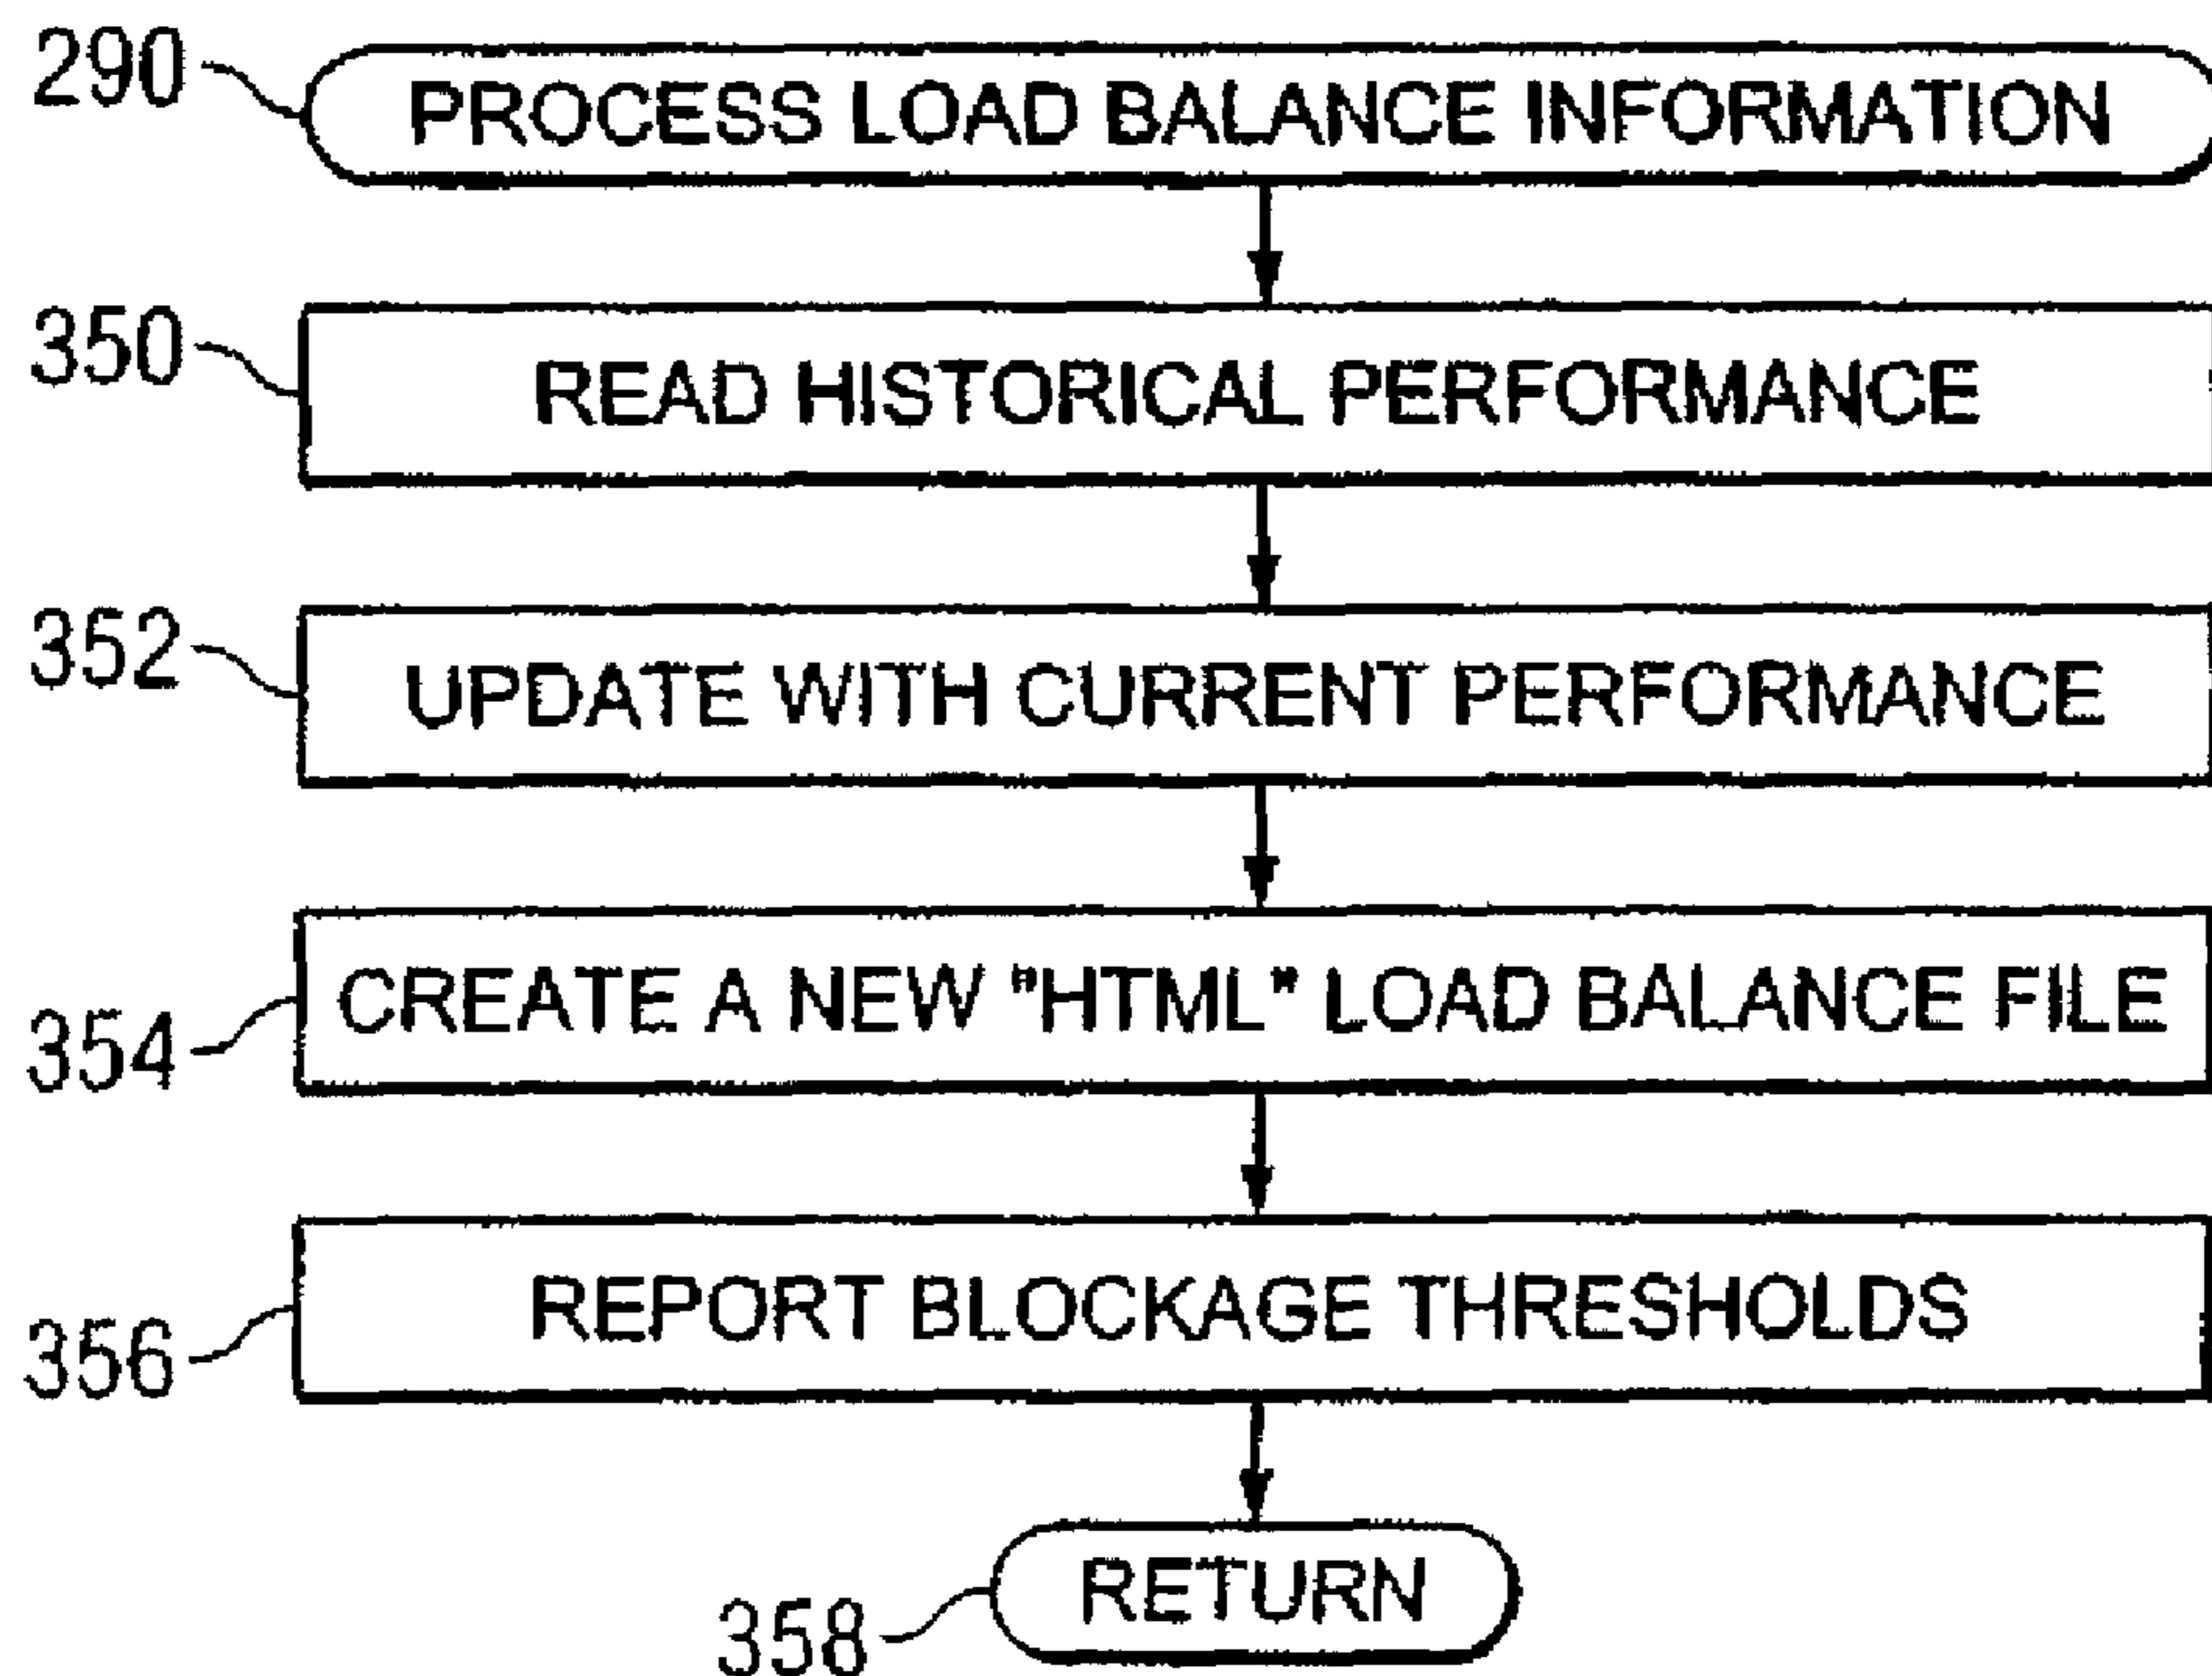 290 PROCESS LOAD BALANCE INFORMATION
350 READ HISTORICAL PERFORMANCE
352 UPDATE WITH CURRENT PERFORMANCE
354 CREATE A NEW "HTML" LOAD BALANCE FILE
356 REPORT BLOCKAGE THRESHOLDS
358 RETURN